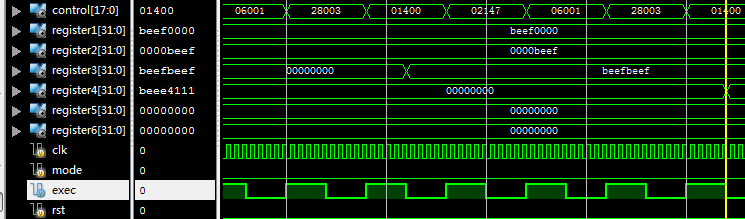 control[17:0] 01400 06001 28003 01400 02147 06001 28003 01400
register1[31:0] beef0000 beef0000
register2[31:0] 0000beef 0000beef
register3[31:0] beefbeef 00000000 beefbeef
register4[31:0] beee4111 00000000
register5[31:0] 00000000 00000000
register6[31:0] 00000000 00000000
clk 0
mode 0
exec 0
rst 0